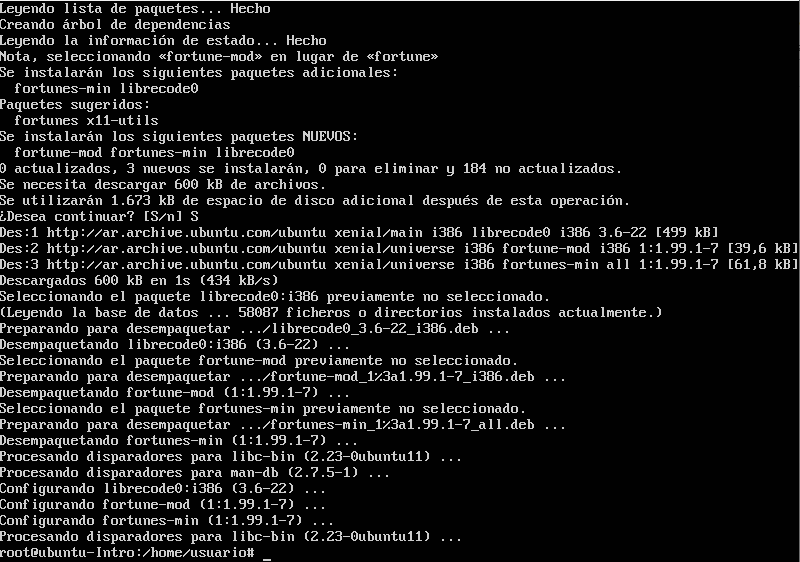 Leyendo lista de paquetes... Hecho
Creando árbol de dependencias
Leyendo la información de estado... Hecho
Nota, seleccionando «fortune-mod» en lugar de «fortune»
Se instalarán los siguientes paquetes adicionales:
  fortunes-min librecode0
Paquetes sugeridos:
  fortunes x11-utils
Se instalarán los siguientes paquetes NUEVOS:
  fortune-mod fortunes-min librecode0
0 actualizados, 3 nuevos se instalarán, 0 para eliminar y 184 no actualizados.
Se necesita descargar 600 kB de archivos.
Se utilizarán 1.673 kB de espacio de disco adicional después de esta operación.
¿Desea continuar? [S/n] S
Des:1 http://ar.archive.ubuntu.com/ubuntu xenial/main i386 librecode0 i386 3.6-22 [499 kB]
Des:2 http://ar.archive.ubuntu.com/ubuntu xenial/universe i386 fortune-mod i386 1:1.99.1-7 [39,6 kB]
Des:3 http://ar.archive.ubuntu.com/ubuntu xenial/universe i386 fortunes-min all 1:1.99.1-7 [61,8 kB]
Descargados 600 kB en 1s (434 kB/s)
Seleccionando el paquete librecode0:i386 previamente no seleccionado.
(Leyendo la base de datos ... 58087 ficheros o directorios instalados actualmente.)
Preparando para desempaquetar .../librecode0_3.6-22_i386.deb ...
Desempaquetando librecode0:i386 (3.6-22) ...
Seleccionando el paquete fortune-mod previamente no seleccionado.
Preparando para desempaquetar .../fortune-mod_1%3a1.99.1-7_i386.deb ...
Desempaquetando fortune-mod (1:1.99.1-7) ...
Seleccionando el paquete fortunes-min previamente no seleccionado.
Preparando para desempaquetar .../fortunes-min_1%3a1.99.1-7_all.deb ...
Desempaquetando fortunes-min (1:1.99.1-7) ...
Procesando disparadores para libc-bin (2.23-0ubuntu11) ...
Procesando disparadores para man-db (2.7.5-1) ...
Configurando librecode0:i386 (3.6-22) ...
Configurando fortune-mod (1:1.99.1-7) ...
Configurando fortunes-min (1:1.99.1-7) ...
Procesando disparadores para libc-bin (2.23-0ubuntu11) ...
root@ubuntu-Intro:/home/usuario# _